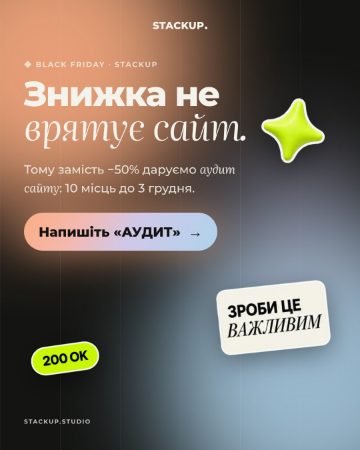 STACKUP.
◆ BLACK FRIDAY · STACKUP
Знижка не
врятує сайт.
Тому замість −50% даруємо аудит
сайту: 10 місць до 3 грудня.
Напишіть «АУДИТ» →
ЗРОБИ ЦЕ
ВАЖЛИВИМ
200 OK
STACKUP.STUDIO